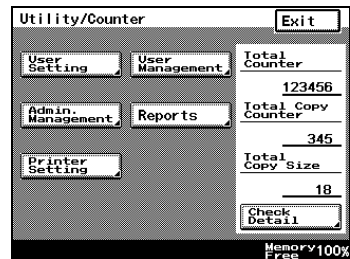 Utility/Counter
Exit
User
Setting
User
Management
Admin.
Management
Reports
Printer
Setting
Total
Counter
123456
Total Copy
Counter
345
Total
Copy Size
18
Check
Detail
Memory
Free 100%